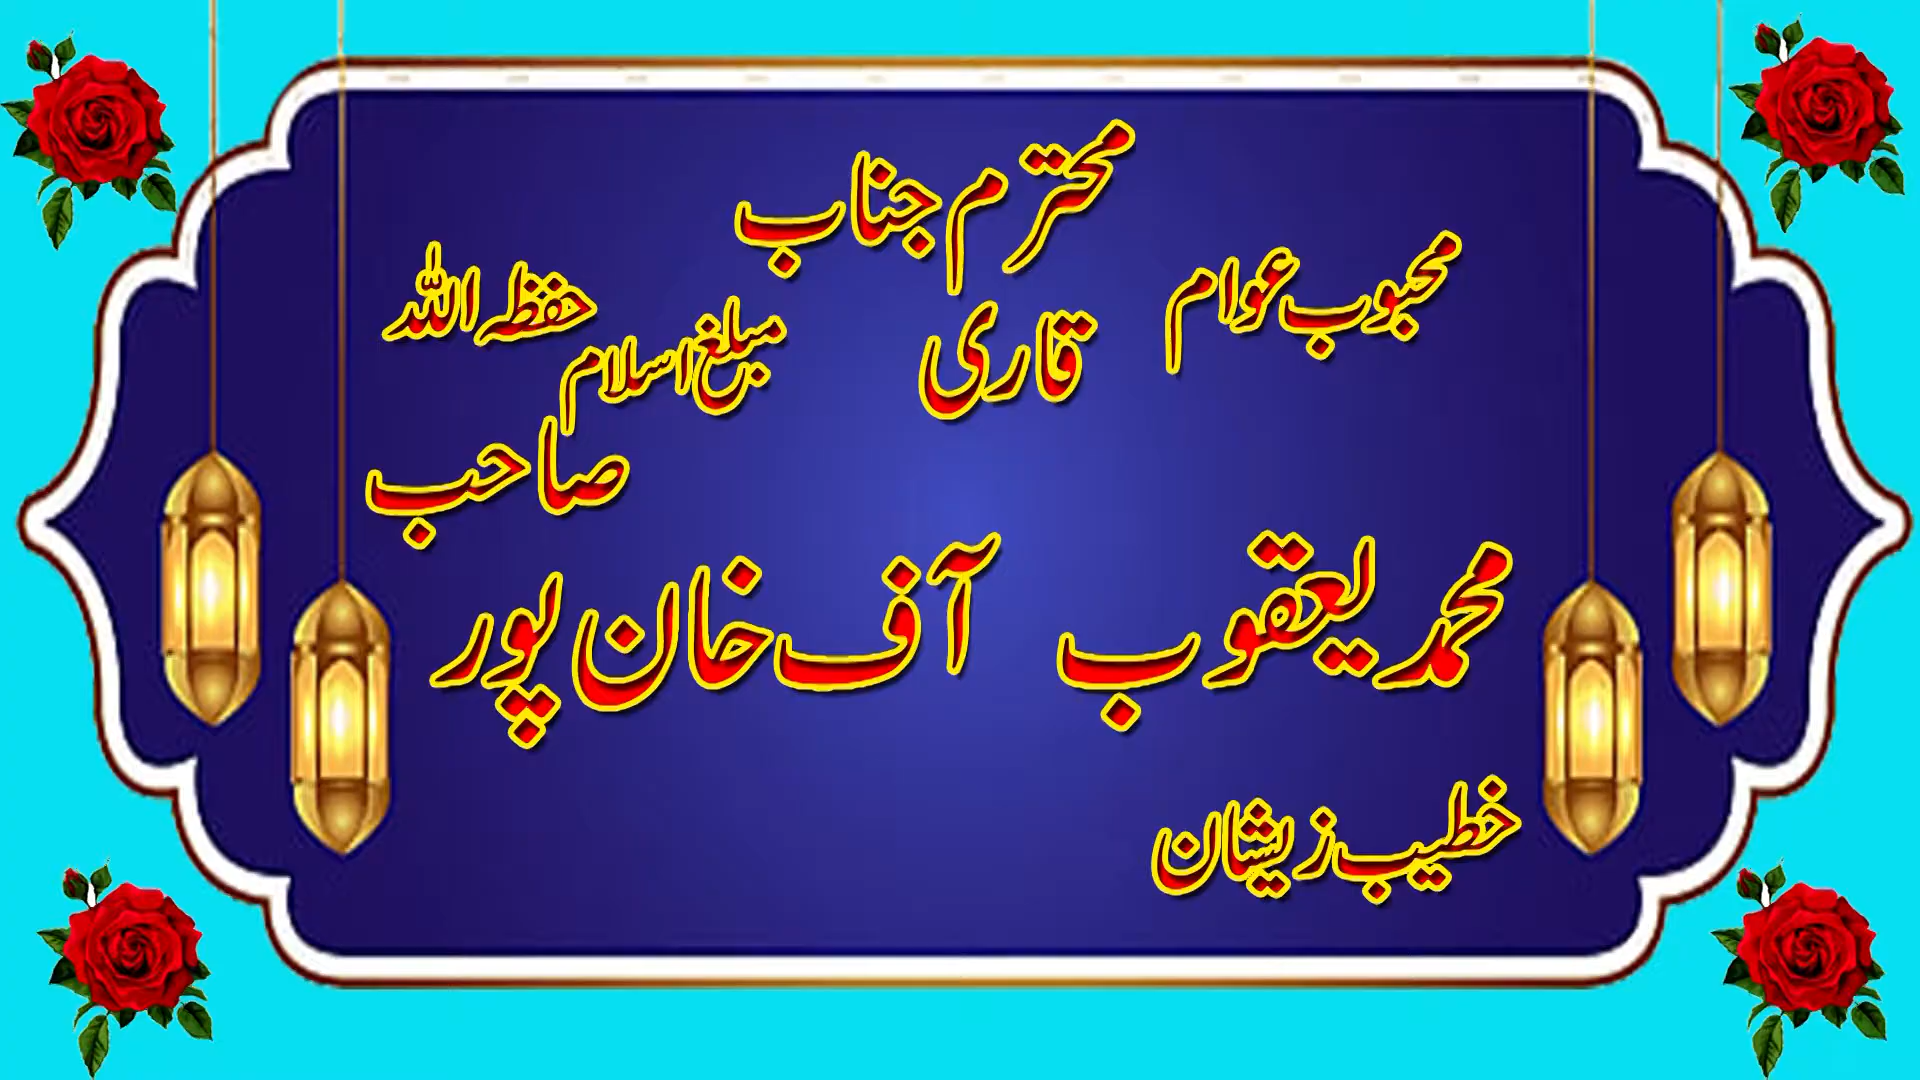 محترم جناب
محبوب عوام
قاری
مبلغ اسلام
حفظہ اللہ
صاحب
محمد یعقوب آف خان پور
خطیب زیشان